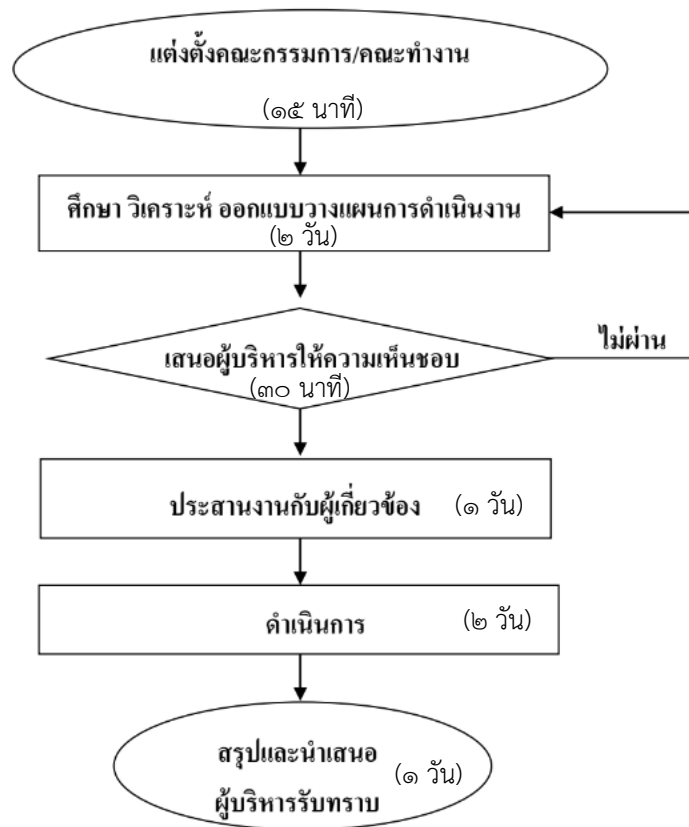 แต่งตั้งคณะกรรมการ/คณะทำงาน
(๑๕ นาที)
ศึกษา วิเคราะห์ ออกแบบวางแผนการดำเนินงาน
(๒ วัน)
ไม่ผ่าน
เสนอผู้บริหารให้ความเห็นชอบ
(๓๐ นาที)
ประสานงานกับผู้เกี่ยวข้อง (๑ วัน)
ดำเนินการ (๒ วัน)
สรุปและนำเสนอ
(๑ วัน)
ผู้บริหารรับทราบ